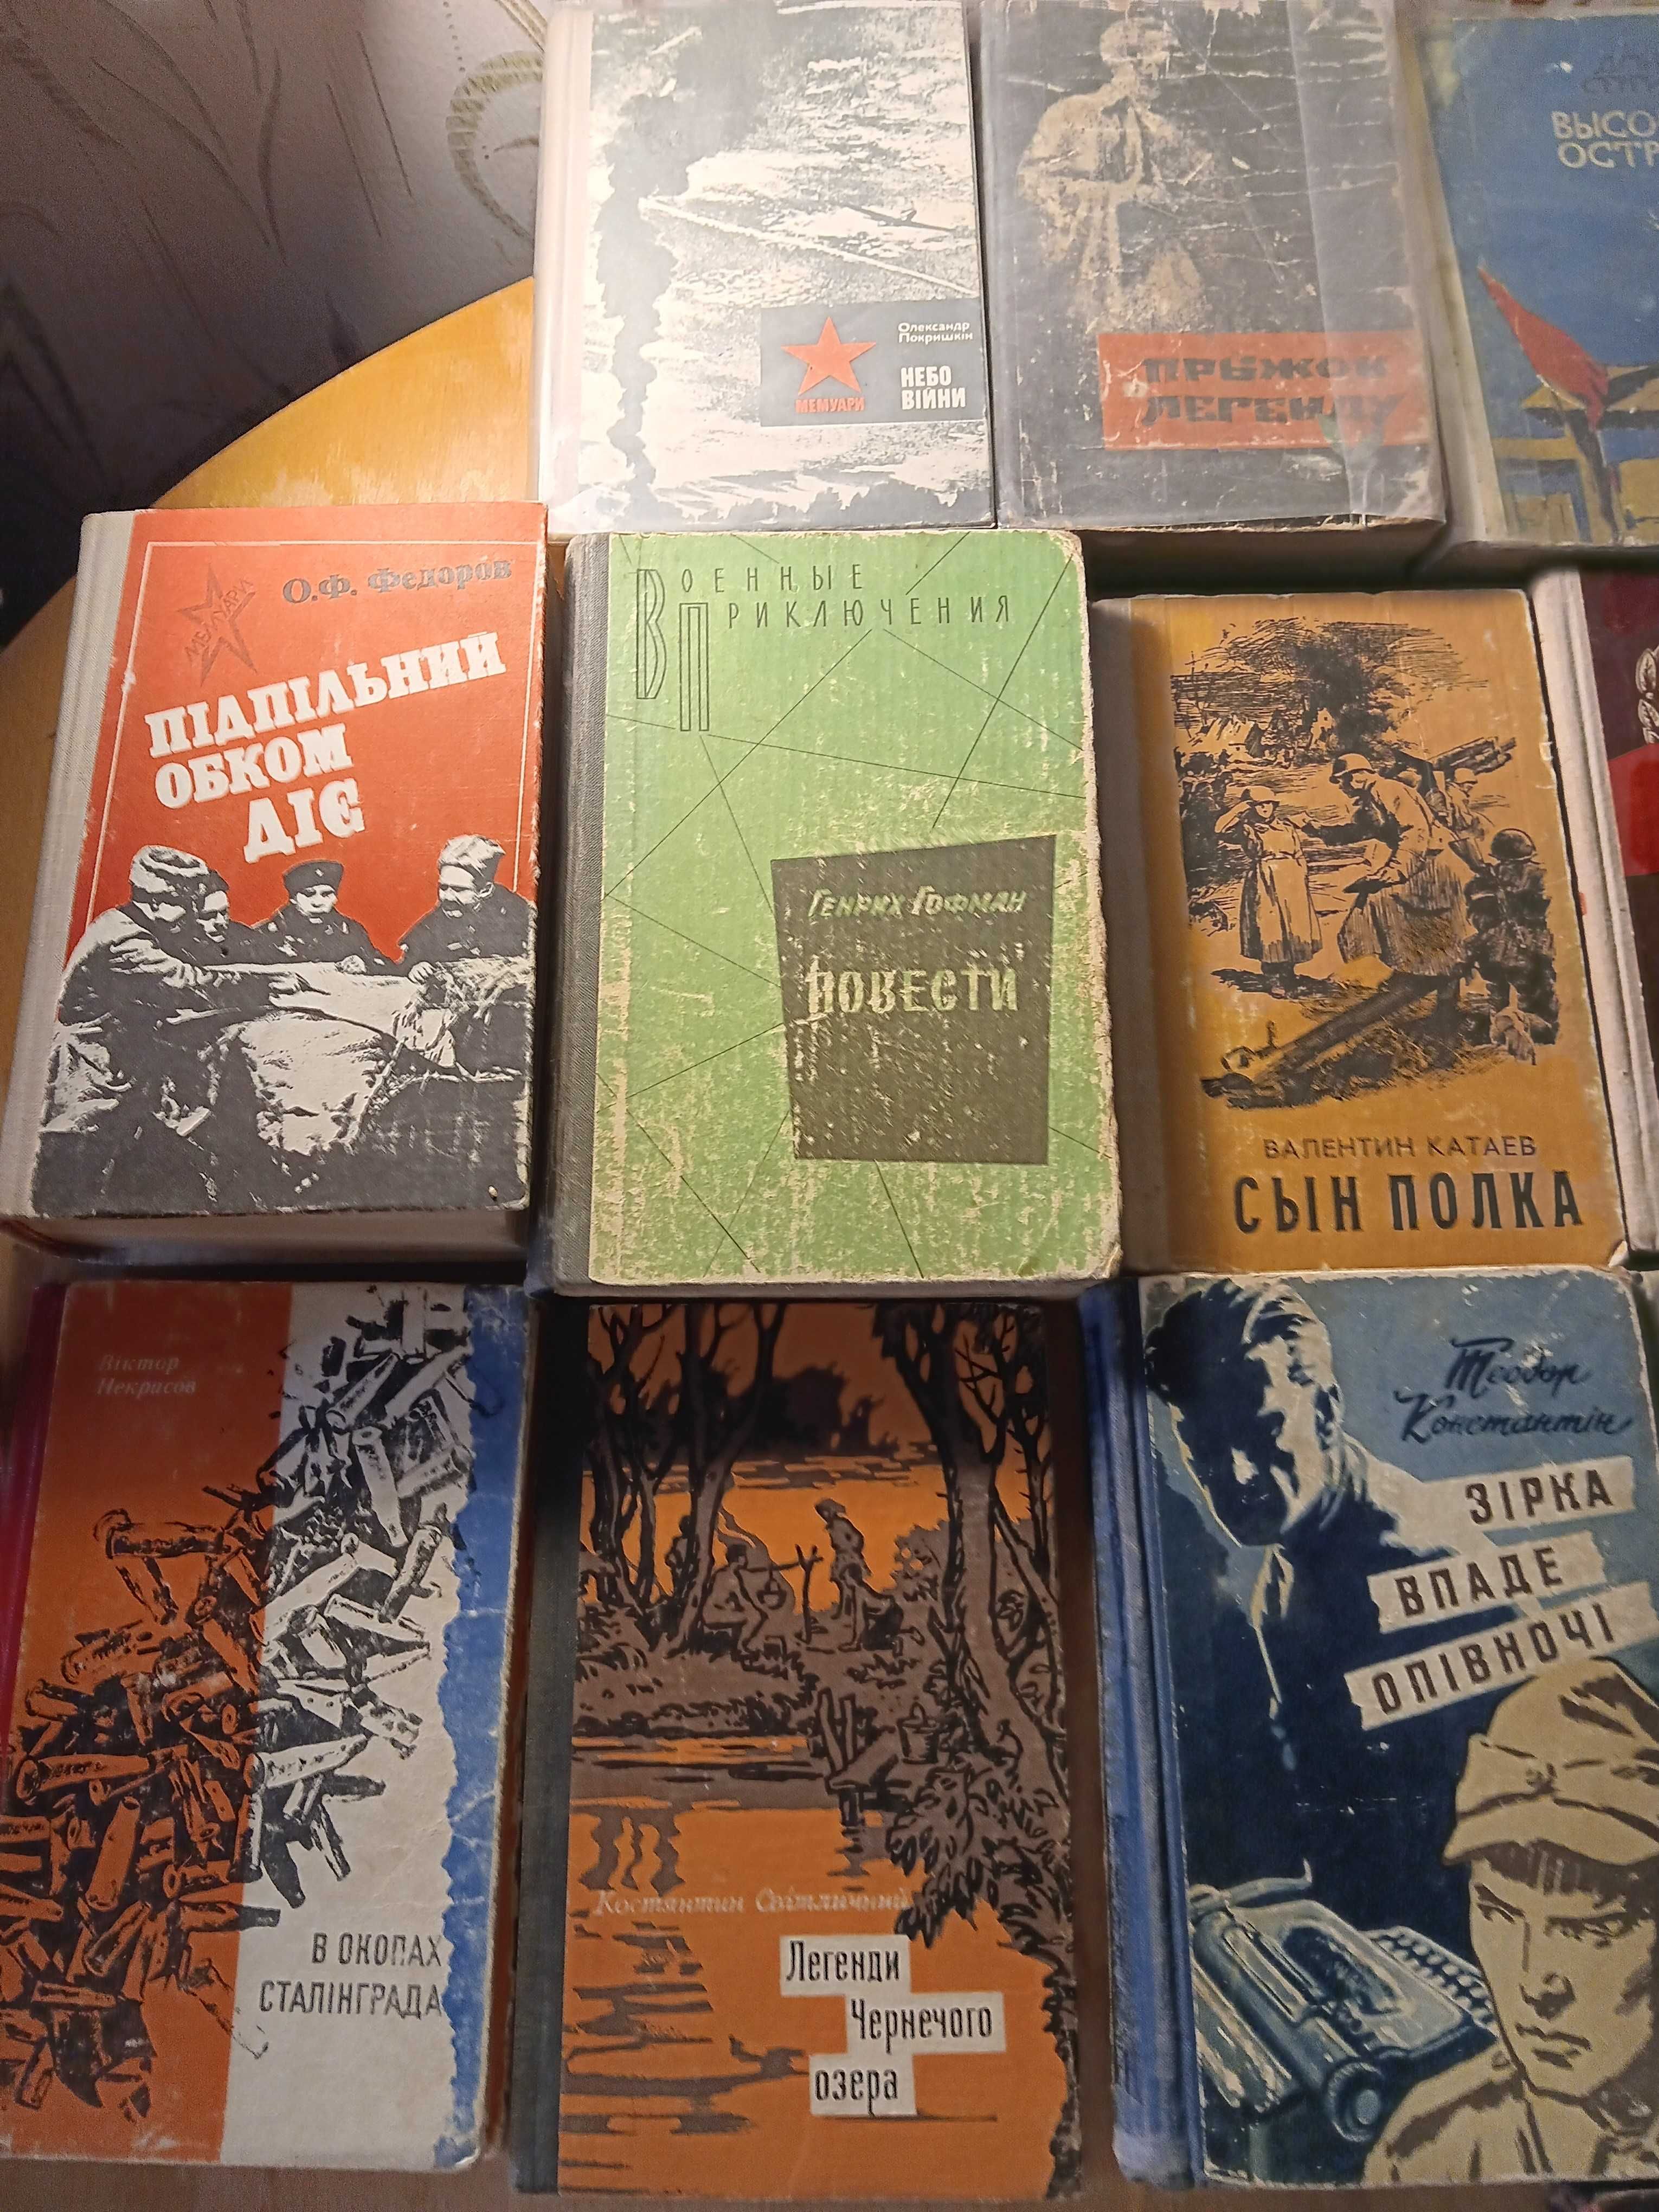 Олександр
Покришкін
НЕБО
ВІЙНИ
МЕМУАРИ
ПРЫЖОК
ЛЕГЕНДУ
ВЫСО
ОСТР
МЕМУАРИ
О.Ф. Федоров
ПІДПІЛЬНИЙ
ОБКОМ
ДІЄ
ВОЕННЫЕ
ПРИКЛЮЧЕНИЯ
ГЕНРИХ ГОФМАН
ПОВЕСТИ
ВАЛЕНТИН КАТАЕВ
СЫН ПОЛКА
Віктор
Некрасов
В ОКОПАХ
СТАЛІНГРАДА
Костянтин Світличний
Легенди
Чернечого
озера
Теодор
Константін
ЗІРКА
ВПАДЕ
ОПІВНОЧІ